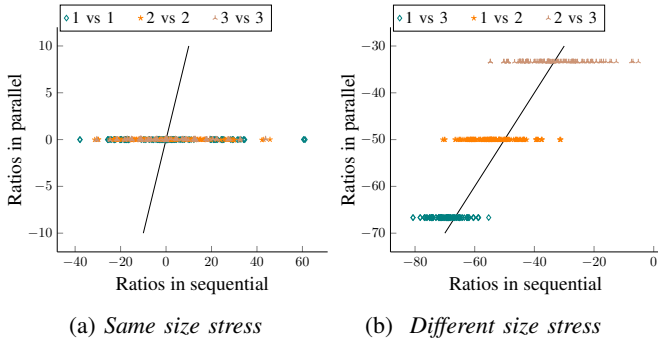 1 vs 1 2 vs 2 3 vs 3
10
5
0
−5
−10
Ratios in parallel
−40 −20 0 20 40 60
Ratios in sequential
(a) Same size stress
1 vs 3 1 vs 2 2 vs 3
−30
−40
−50
−60
−70
Ratios in parallel
−80 −60 −40 −20 0
Ratios in sequential
(b) Different size stress